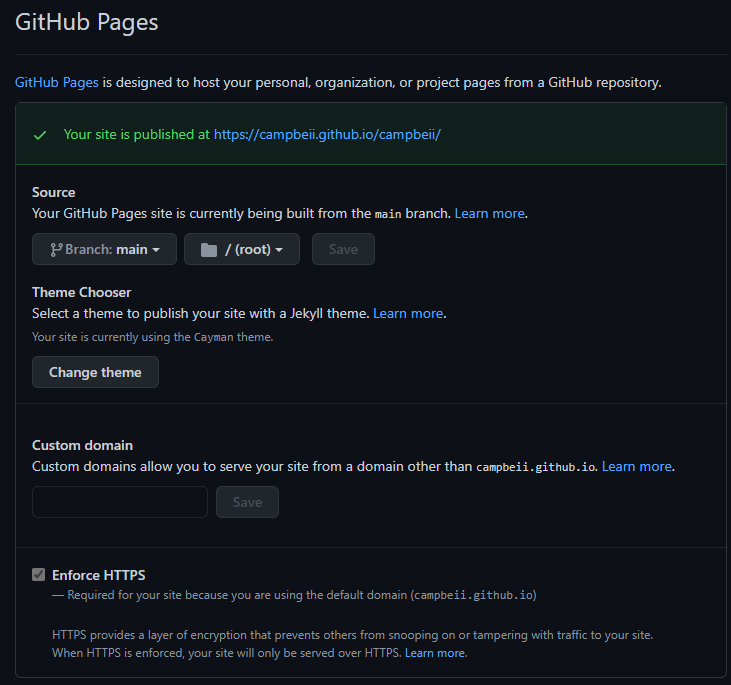 GitHub Pages
GitHub Pages is designed to host your personal, organization, or project pages from a GitHub repository.
Your site is published at https://campbeii.github.io/campbeii/
Source
Your GitHub Pages site is currently being built from the main branch. Learn more.
Branch: main / (root) Save
Theme Chooser
Select a theme to publish your site with a Jekyll theme. Learn more.
Your site is currently using the Cayman theme.
Change theme
Custom domain
Custom domains allow you to serve your site from a domain other than campbeii.github.io. Learn more.
Save
Enforce HTTPS
— Required for your site because you are using the default domain (campbeii.github.io)
HTTPS provides a layer of encryption that prevents others from snooping on or tampering with traffic to your site.
When HTTPS is enforced, your site will only be served over HTTPS. Learn more.